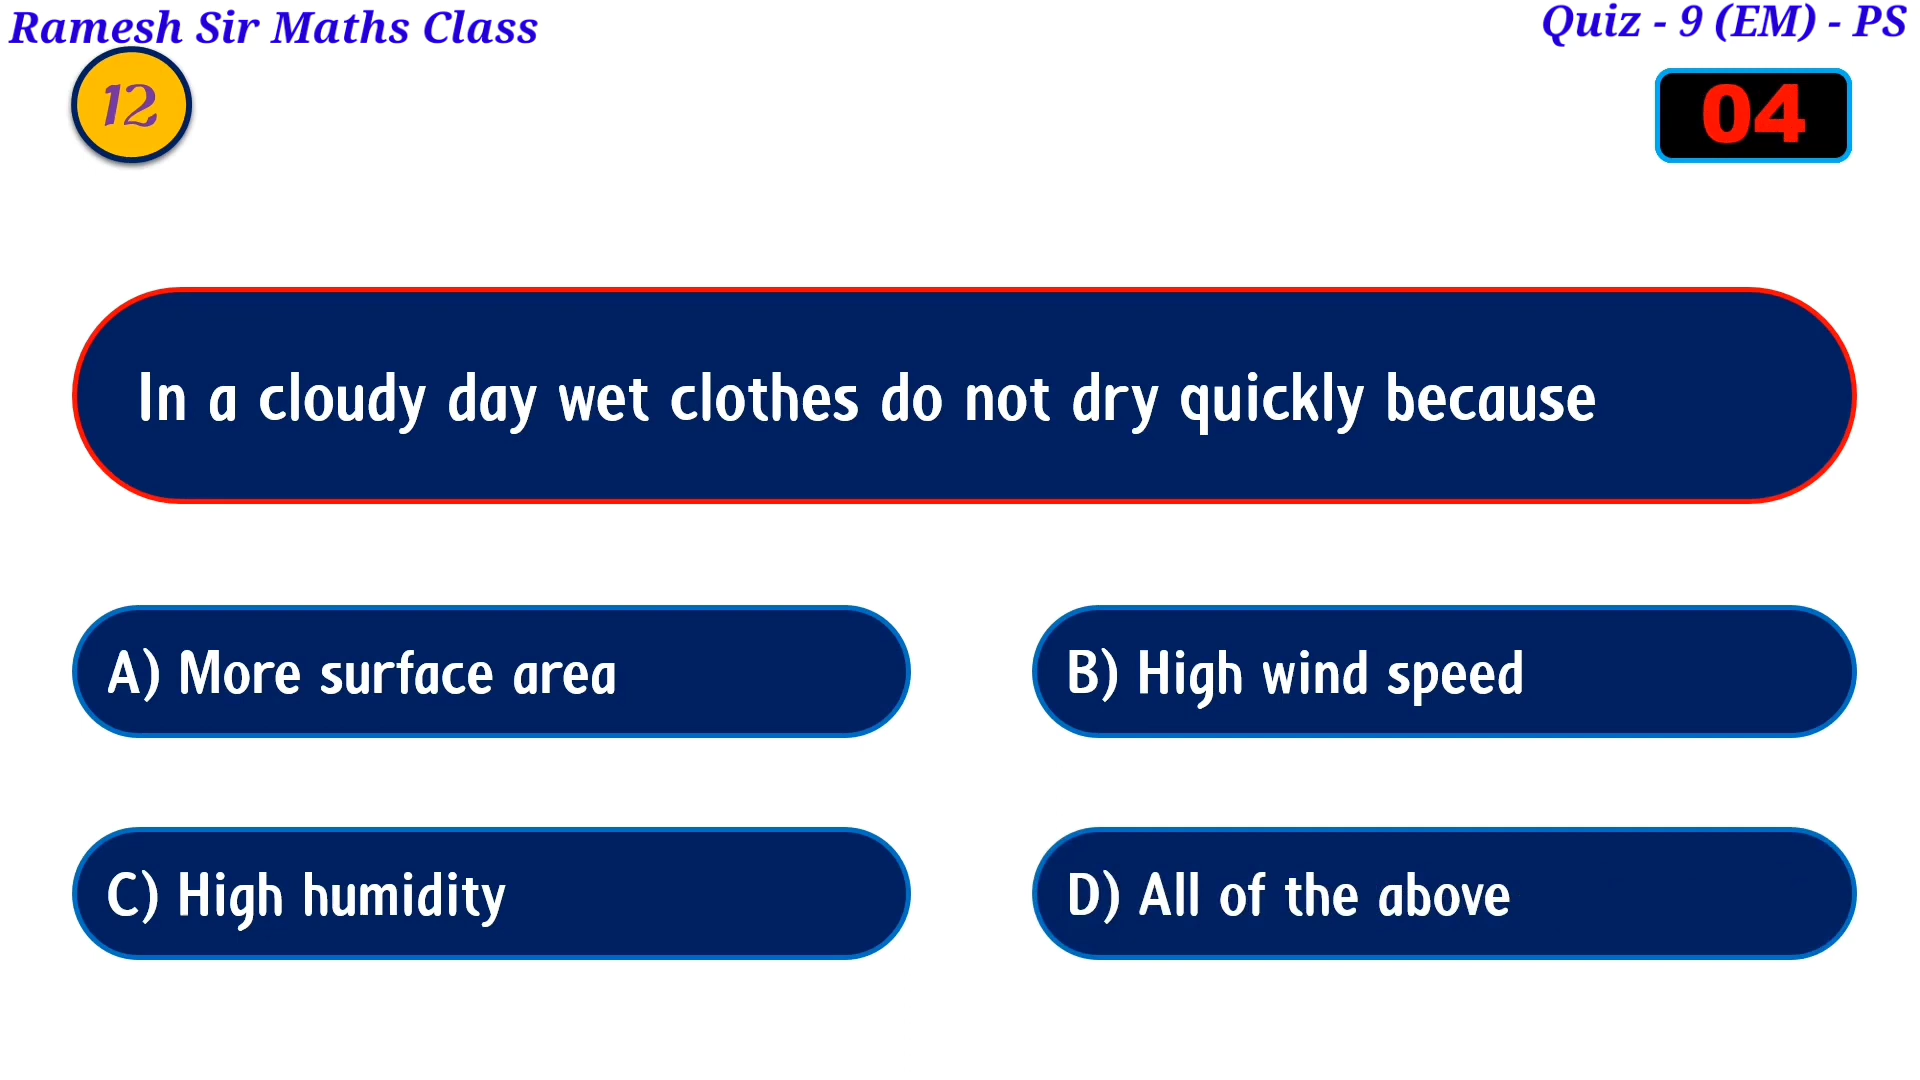 Ramesh Sir Maths Class
Quiz - 9 (EM) - PS
12
04
In a cloudy day wet clothes do not dry quickly because
A) More surface area
B) High wind speed
C) High humidity
D) All of the above